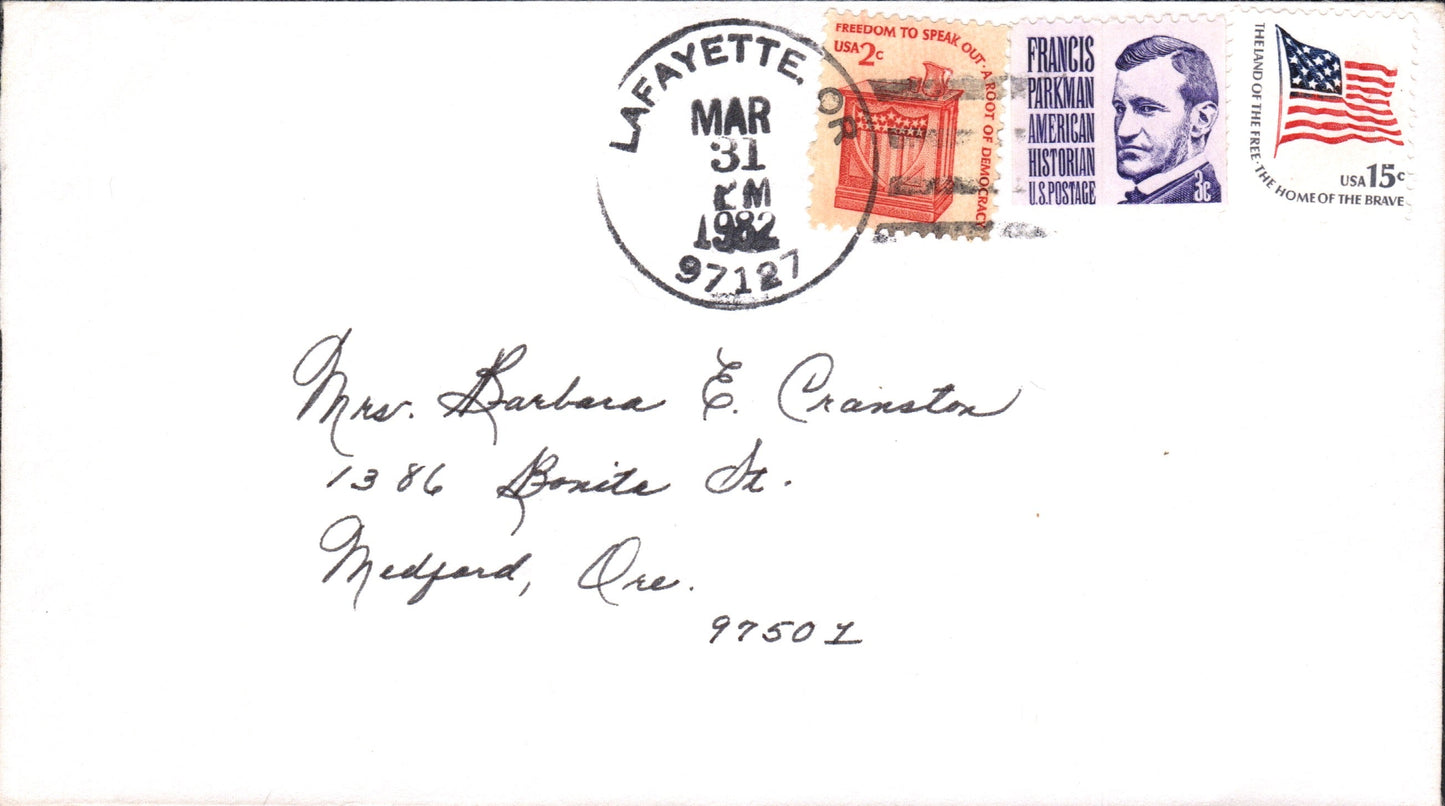 LAFAYETTE, OR
MAR
31
PM
1982
97127
FREEDOM TO SPEAK OUT · A ROOT OF DEMOCRACY
USA 2c
FRANCIS
PARKMAN
AMERICAN
HISTORIAN
U.S. POSTAGE
3c
THE LAND OF THE FREE · THE HOME OF THE BRAVE
USA 15c
Mrs. Barbara E. Cranston
1386 Bonita St.
Medford, Ore.
97501